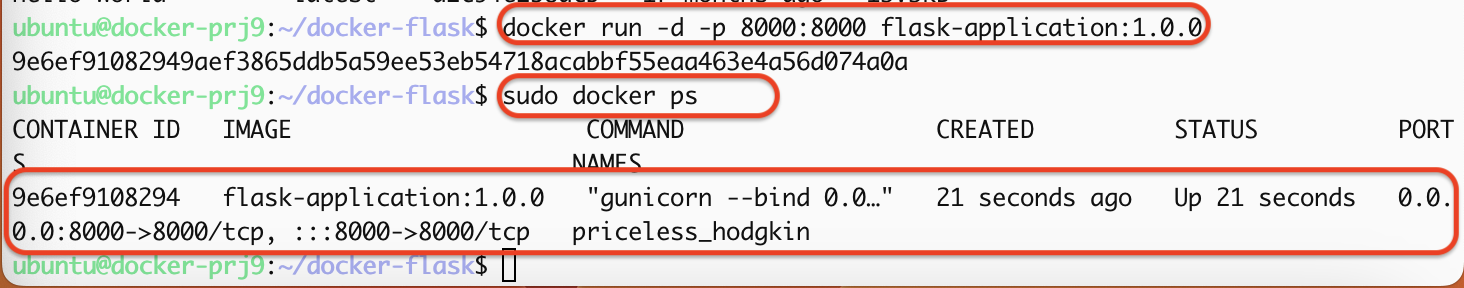 ubuntu@docker-prj9:~/docker-flask$ docker run -d -p 8000:8000 flask-application:1.0.0
9e6ef91082949aef3865ddb5a59ee53eb54718acabbf55eaa463e4a56d074a0a
ubuntu@docker-prj9:~/docker-flask$ sudo docker ps
CONTAINER ID   IMAGE                     COMMAND                  CREATED          STATUS          PORT
S                                       NAMES
9e6ef9108294   flask-application:1.0.0   "gunicorn --bind 0.0…"   21 seconds ago   Up 21 seconds   0.0.
0.0:8000->8000/tcp, :::8000->8000/tcp   priceless_hodgkin
ubuntu@docker-prj9:~/docker-flask$